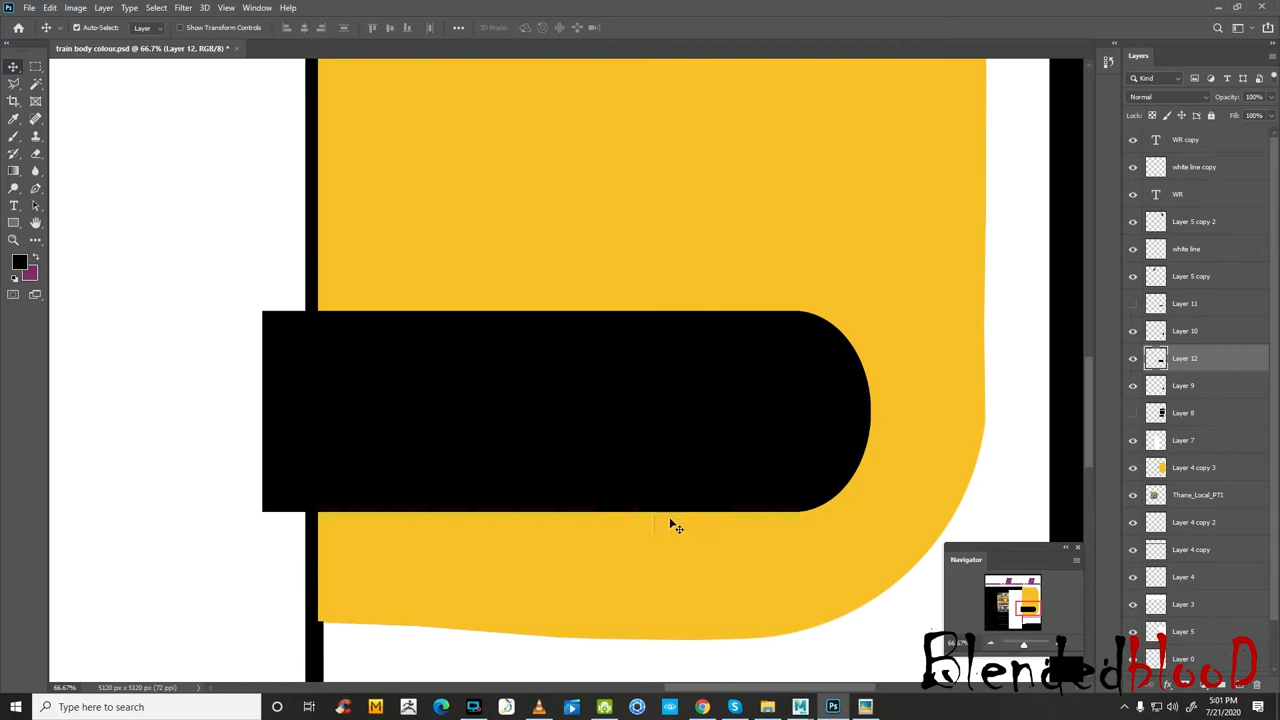 Ps File Edit Image Layer Type Select Filter 3D View Window Help
Auto-Select: Layer Show Transform Controls 3D Mode:
train body colour.psd @ 66.7% (Layer 12, RGB/8) * ×
Layers
Kind
Normal Opacity: 100%
Lock: Fill: 100%
T WR copy
white line copy
T WR
Layer 5 copy 2
white line
Layer 5 copy
Layer 11
Layer 10
Layer 12
Layer 9
Layer 8
Layer 7
Layer 4 copy 3
Thane_Local_PTI
Layer 4 copy 2
Layer 4 copy
Layer 4
Layer 3
Layer 5
Layer 0
Navigator
BlendedblooD
66.67% 5120 px x 5120 px (72 ppi)
Type here to search
5:01 PM
7/21/2020